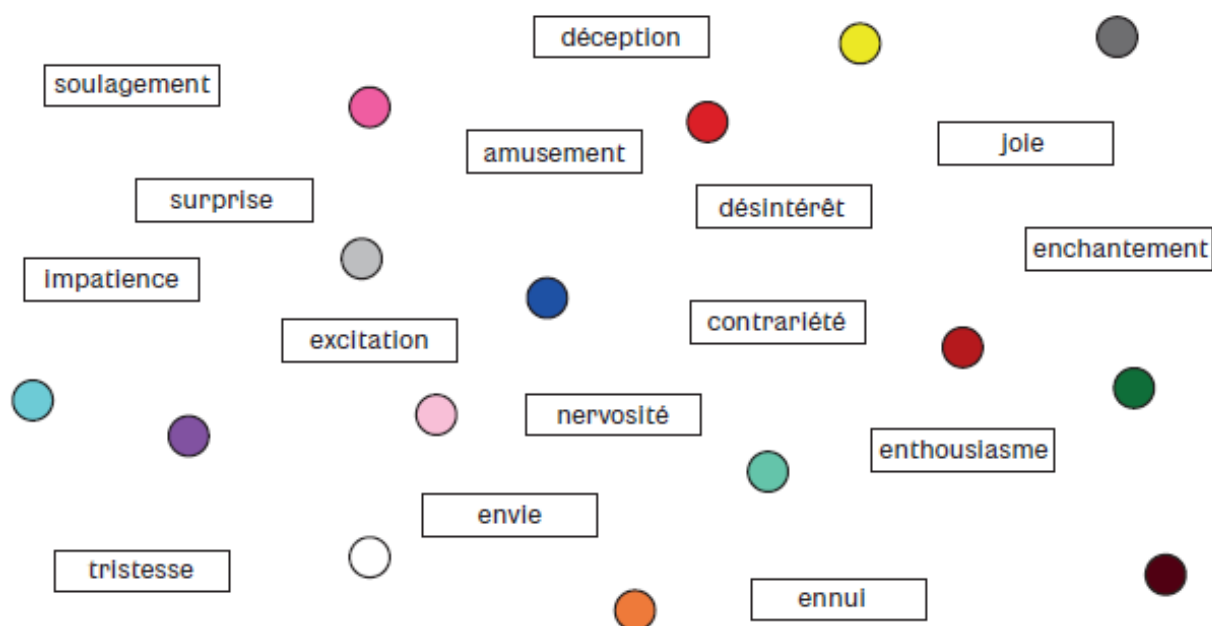 déception
soulagement
amusement
joie
surprise
désintérêt
enchantement
impatience
contrariété
excitation
nervosité
enthousiasme
envie
tristesse
ennui